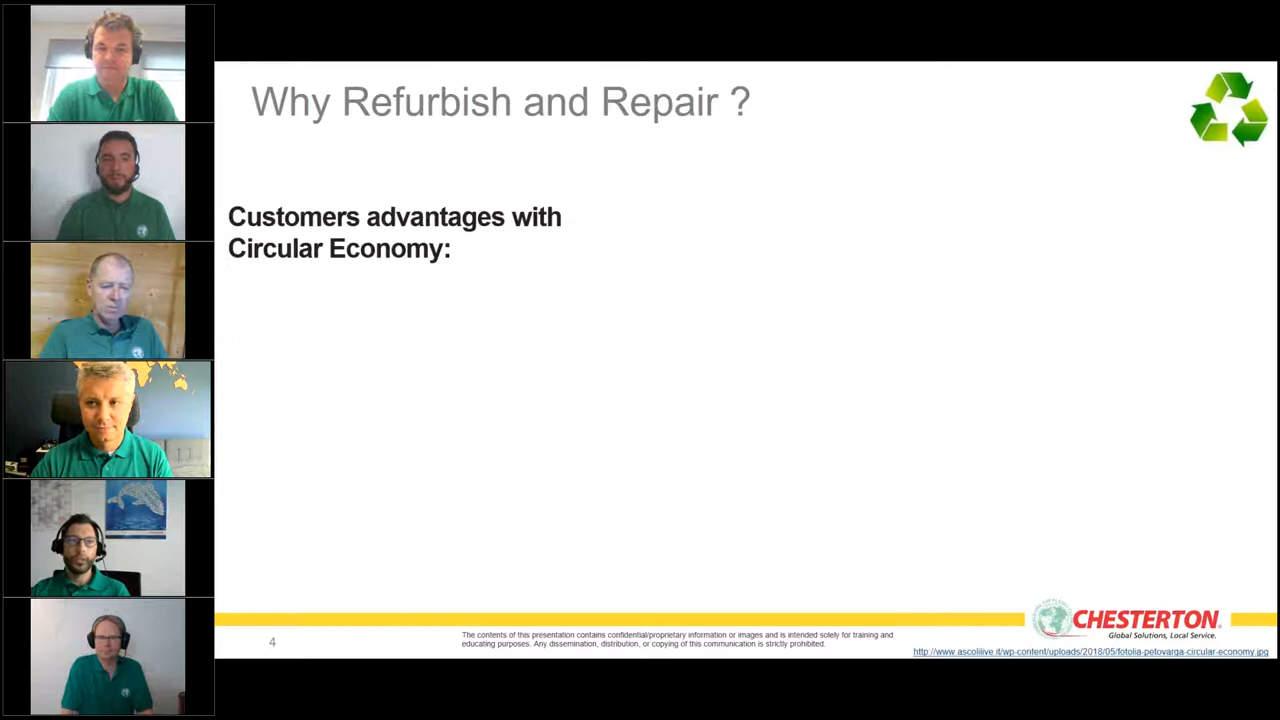 Why Refurbish and Repair ?
Customers advantages with
Circular Economy:
CHESTERTON®
Global Solutions, Local Service.
4
The contents of this presentation contains confidential/proprietary information or images and is intended solely for training and
educating purposes. Any dissemination, distribution, or copying of this communication is strictly prohibited.
http://www.ascolilive.it/wp-content/uploads/2018/05/fotolia-petovarga-circular-economy.jpg